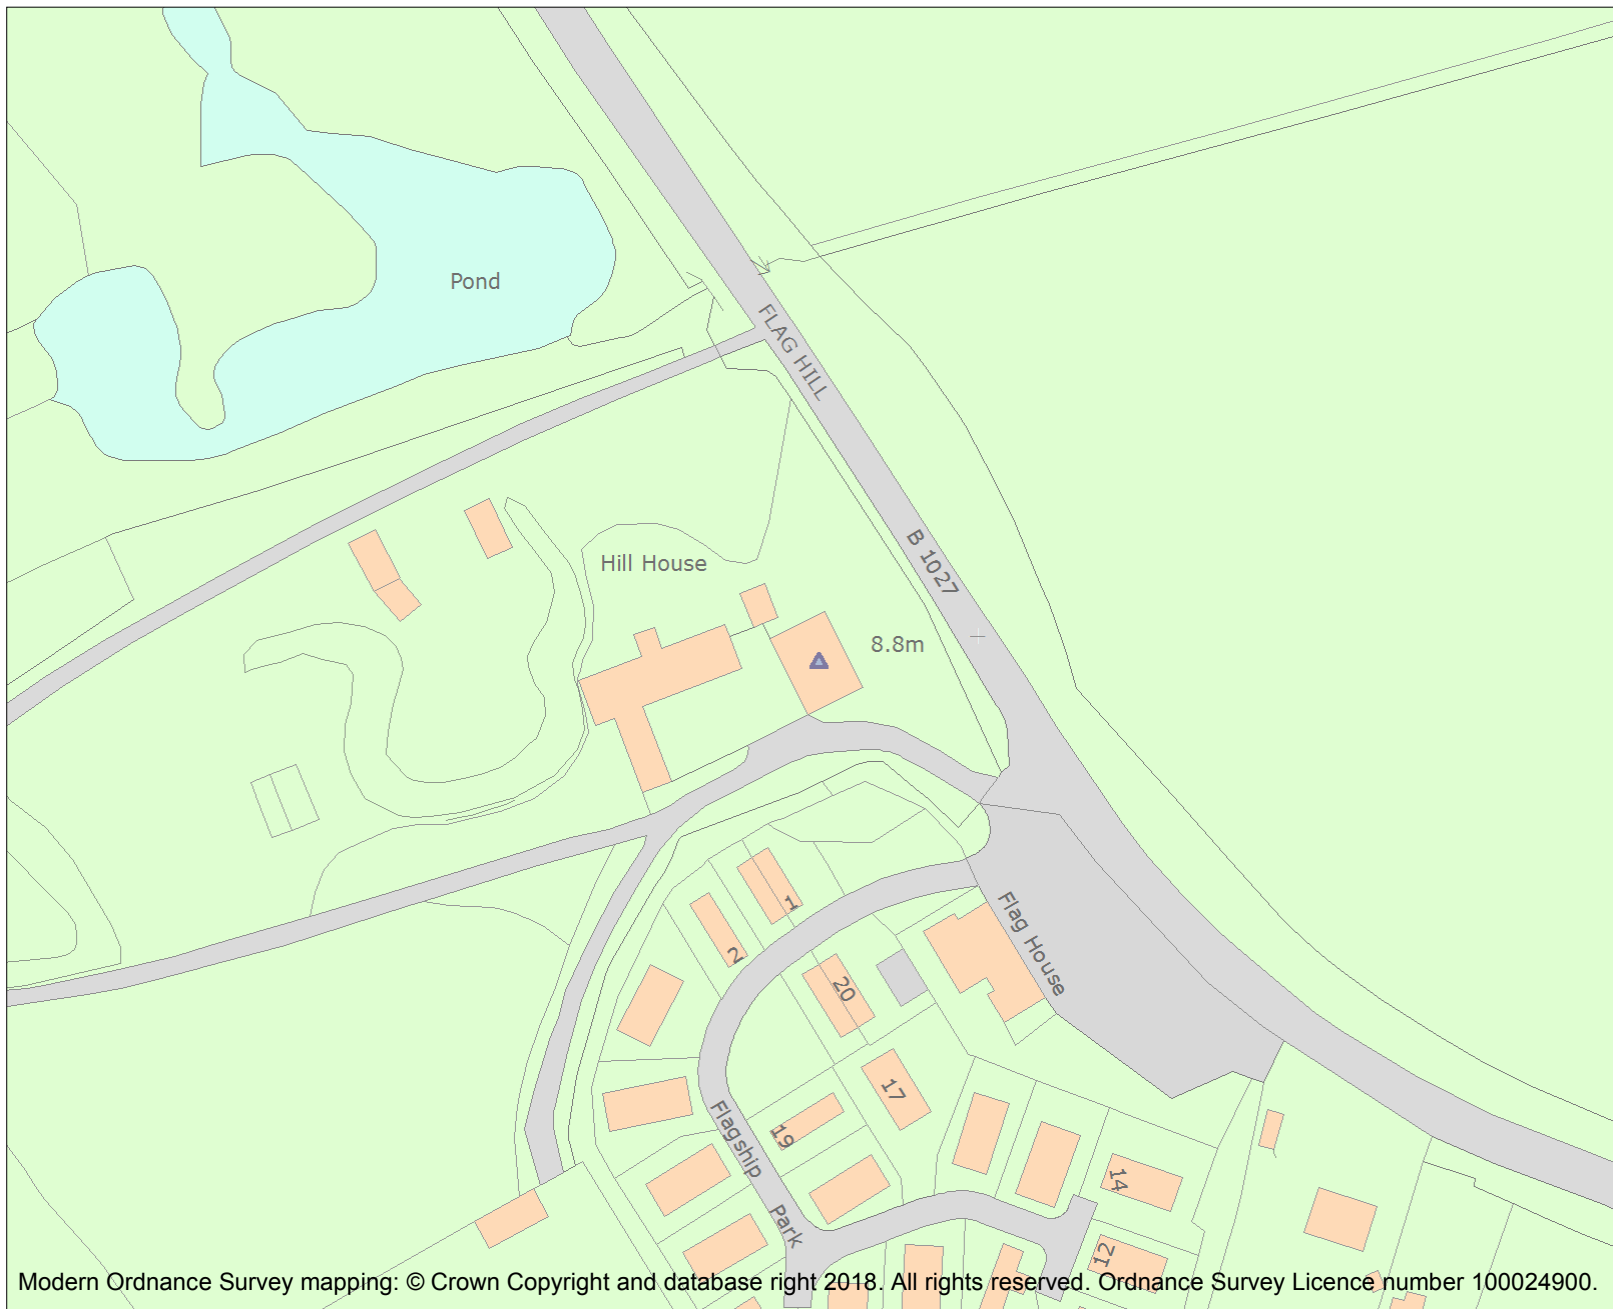 Pond
FLAG HILL
B 1027
Hill House
8.8m
1
2
20
Flag House
17
19
Flagship
Park
14
12
Modern Ordnance Survey mapping: © Crown Copyright and database right 2018. All rights reserved. Ordnance Survey Licence number 100024900.